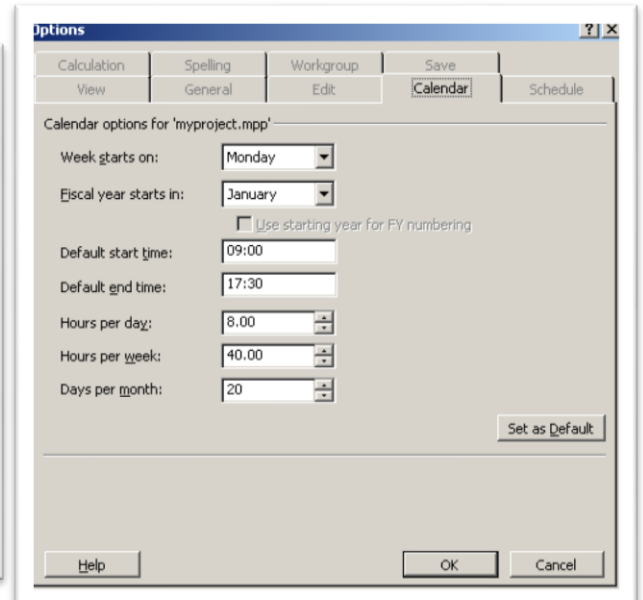 Options
Calculation Spelling Workgroup Save
View General Edit Calendar Schedule
Calendar options for 'myproject.mpp'
Week starts on: Monday
Fiscal year starts in: January
Use starting year for FY numbering
Default start time: 09:00
Default end time: 17:30
Hours per day: 8.00
Hours per week: 40.00
Days per month: 20
Set as Default
Help OK Cancel